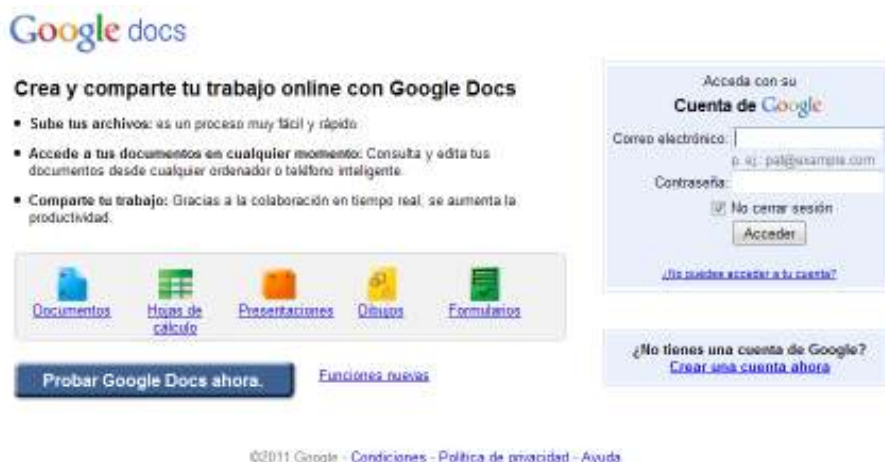 Google docs
Crea y comparte tu trabajo online con Google Docs
Sube tus archivos: es un proceso muy fácil y rápido
Accede a tus documentos en cualquier momento: Consulta y edita tus
documentos desde cualquier ordenador o teléfono inteligente.
Comparte tu trabajo: Gracias a la colaboración en tiempo real, se aumenta la
productividad.
Documentos
Hojas de
cálculo
Presentaciones
Dibujos
Formularios
Probar Google Docs ahora.
Funciones nuevas
Acceda con su
Cuenta de Google
Correo electrónico:
p. ej.: pat@example.com
Contraseña:
No cerrar sesión
Acceder
¿No puedes acceder a tu cuenta?
¿No tienes una cuenta de Google?
Crear una cuenta ahora
©2011 Google - Condiciones - Política de privacidad - Ayuda